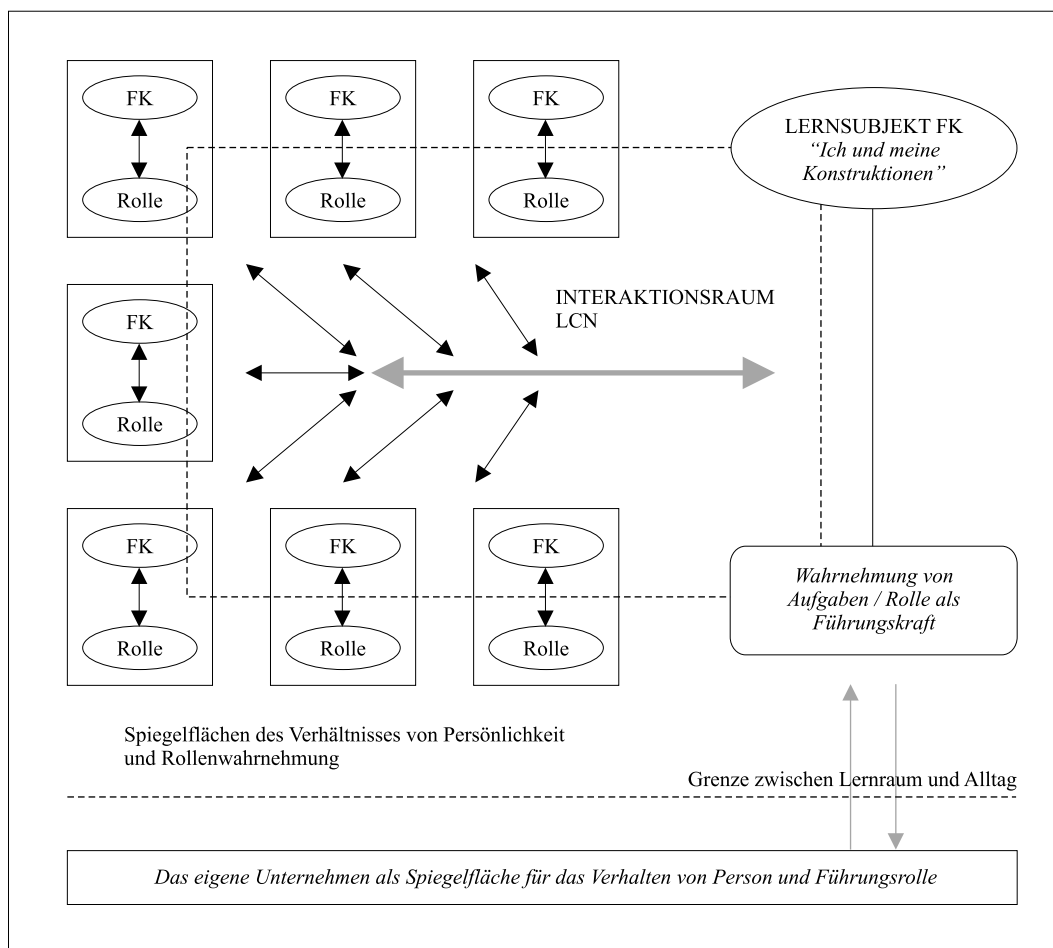 FK
FK
FK
LERNSUBJEKT FK
“Ich und meine
Konstruktionen”
Rolle
Rolle
Rolle
INTERAKTIONSRAUM
LCN
FK
Rolle
FK
FK
FK
Wahrnehmung von
Aufgaben / Rolle als
Führungskraft
Rolle
Rolle
Rolle
Spiegelflächen des Verhältnisses von Persönlichkeit
und Rollenwahrnehmung
Grenze zwischen Lernraum und Alltag
Das eigene Unternehmen als Spiegelfläche für das Verhalten von Person und Führungsrolle